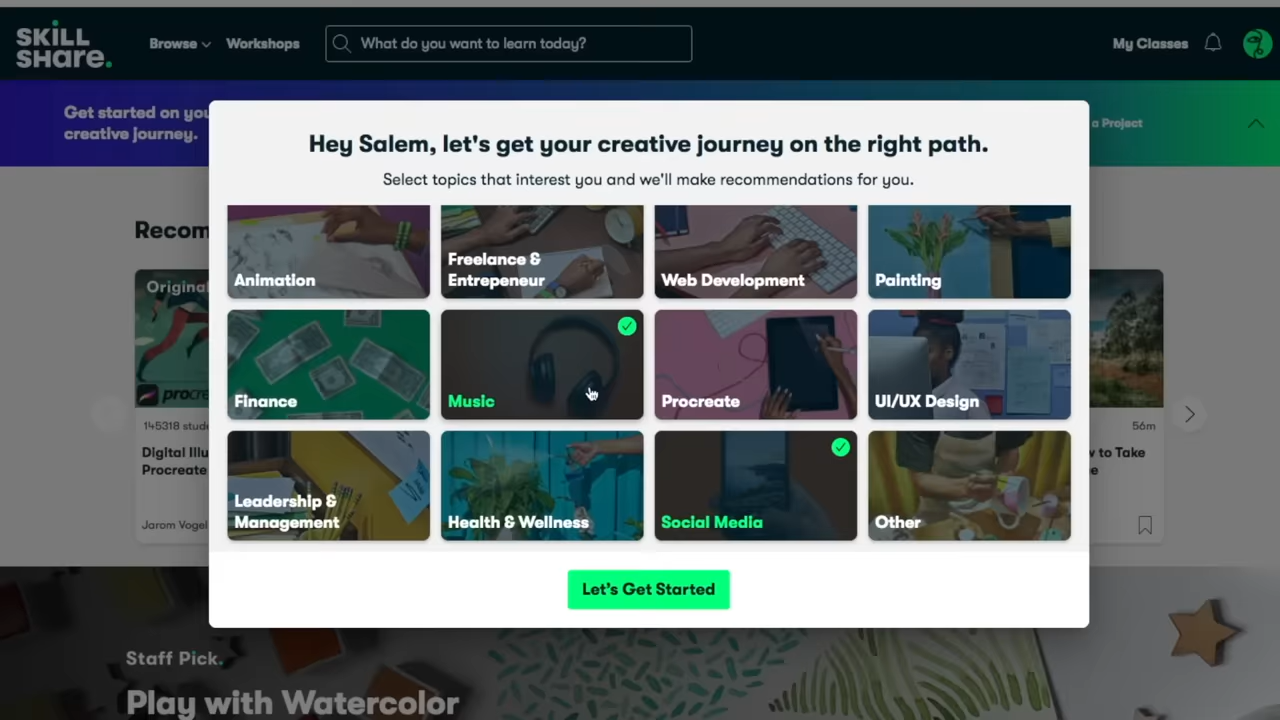 SKILL
SHARE.
Browse
Workshops
What do you want to learn today?
My Classes
Get started on you
creative journey.
a Project
Hey Salem, let's get your creative journey on the right path.
Select topics that interest you and we'll make recommendations for you.
Recom
Animation
Freelance &
Entrepeneur
Web Development
Painting
Original
procre
Finance
Music
Procreate
UI/UX Design
145318 stude
56m
Digital Illu
Procreate
w to Take
e
Leadership &
Management
Health & Wellness
Social Media
Other
Jarom Vogel
Let's Get Started
Staff Pick.
Play with Watercolor